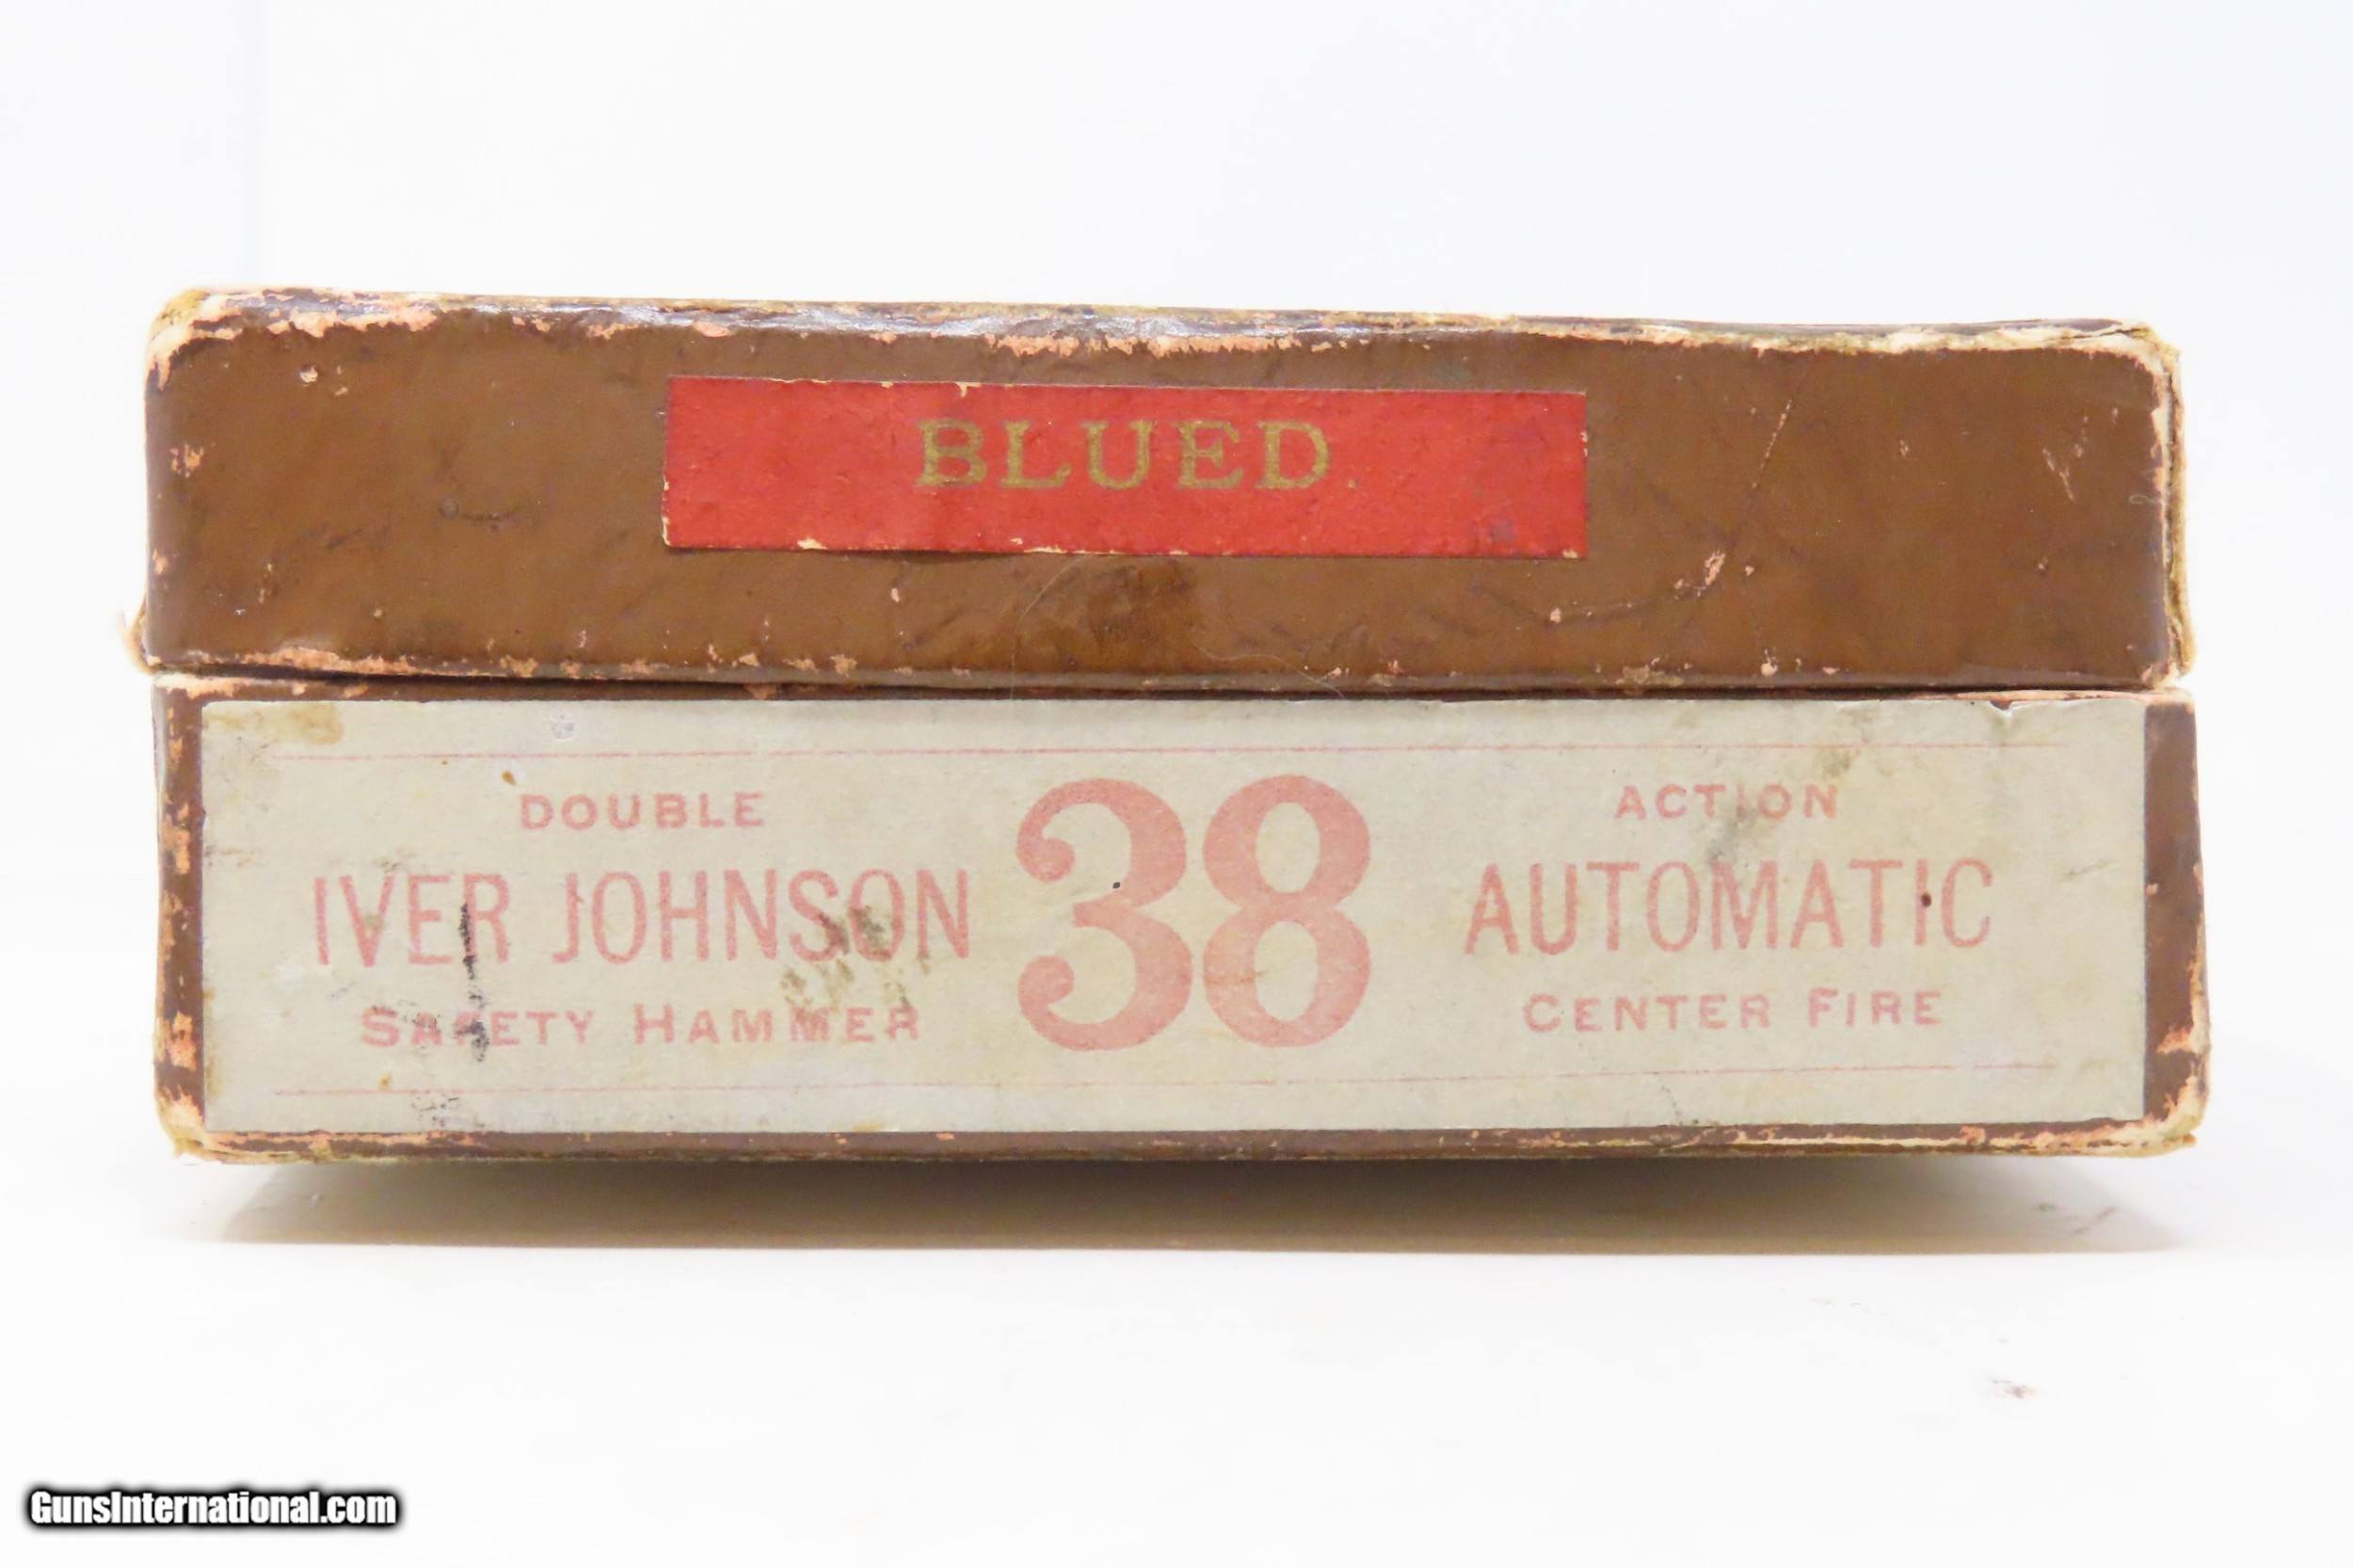 BLUED
DOUBLE ACTION
IVER JOHNSON 38 AUTOMATIC
SAFETY HAMMER CENTER FIRE
GunsInternational.com